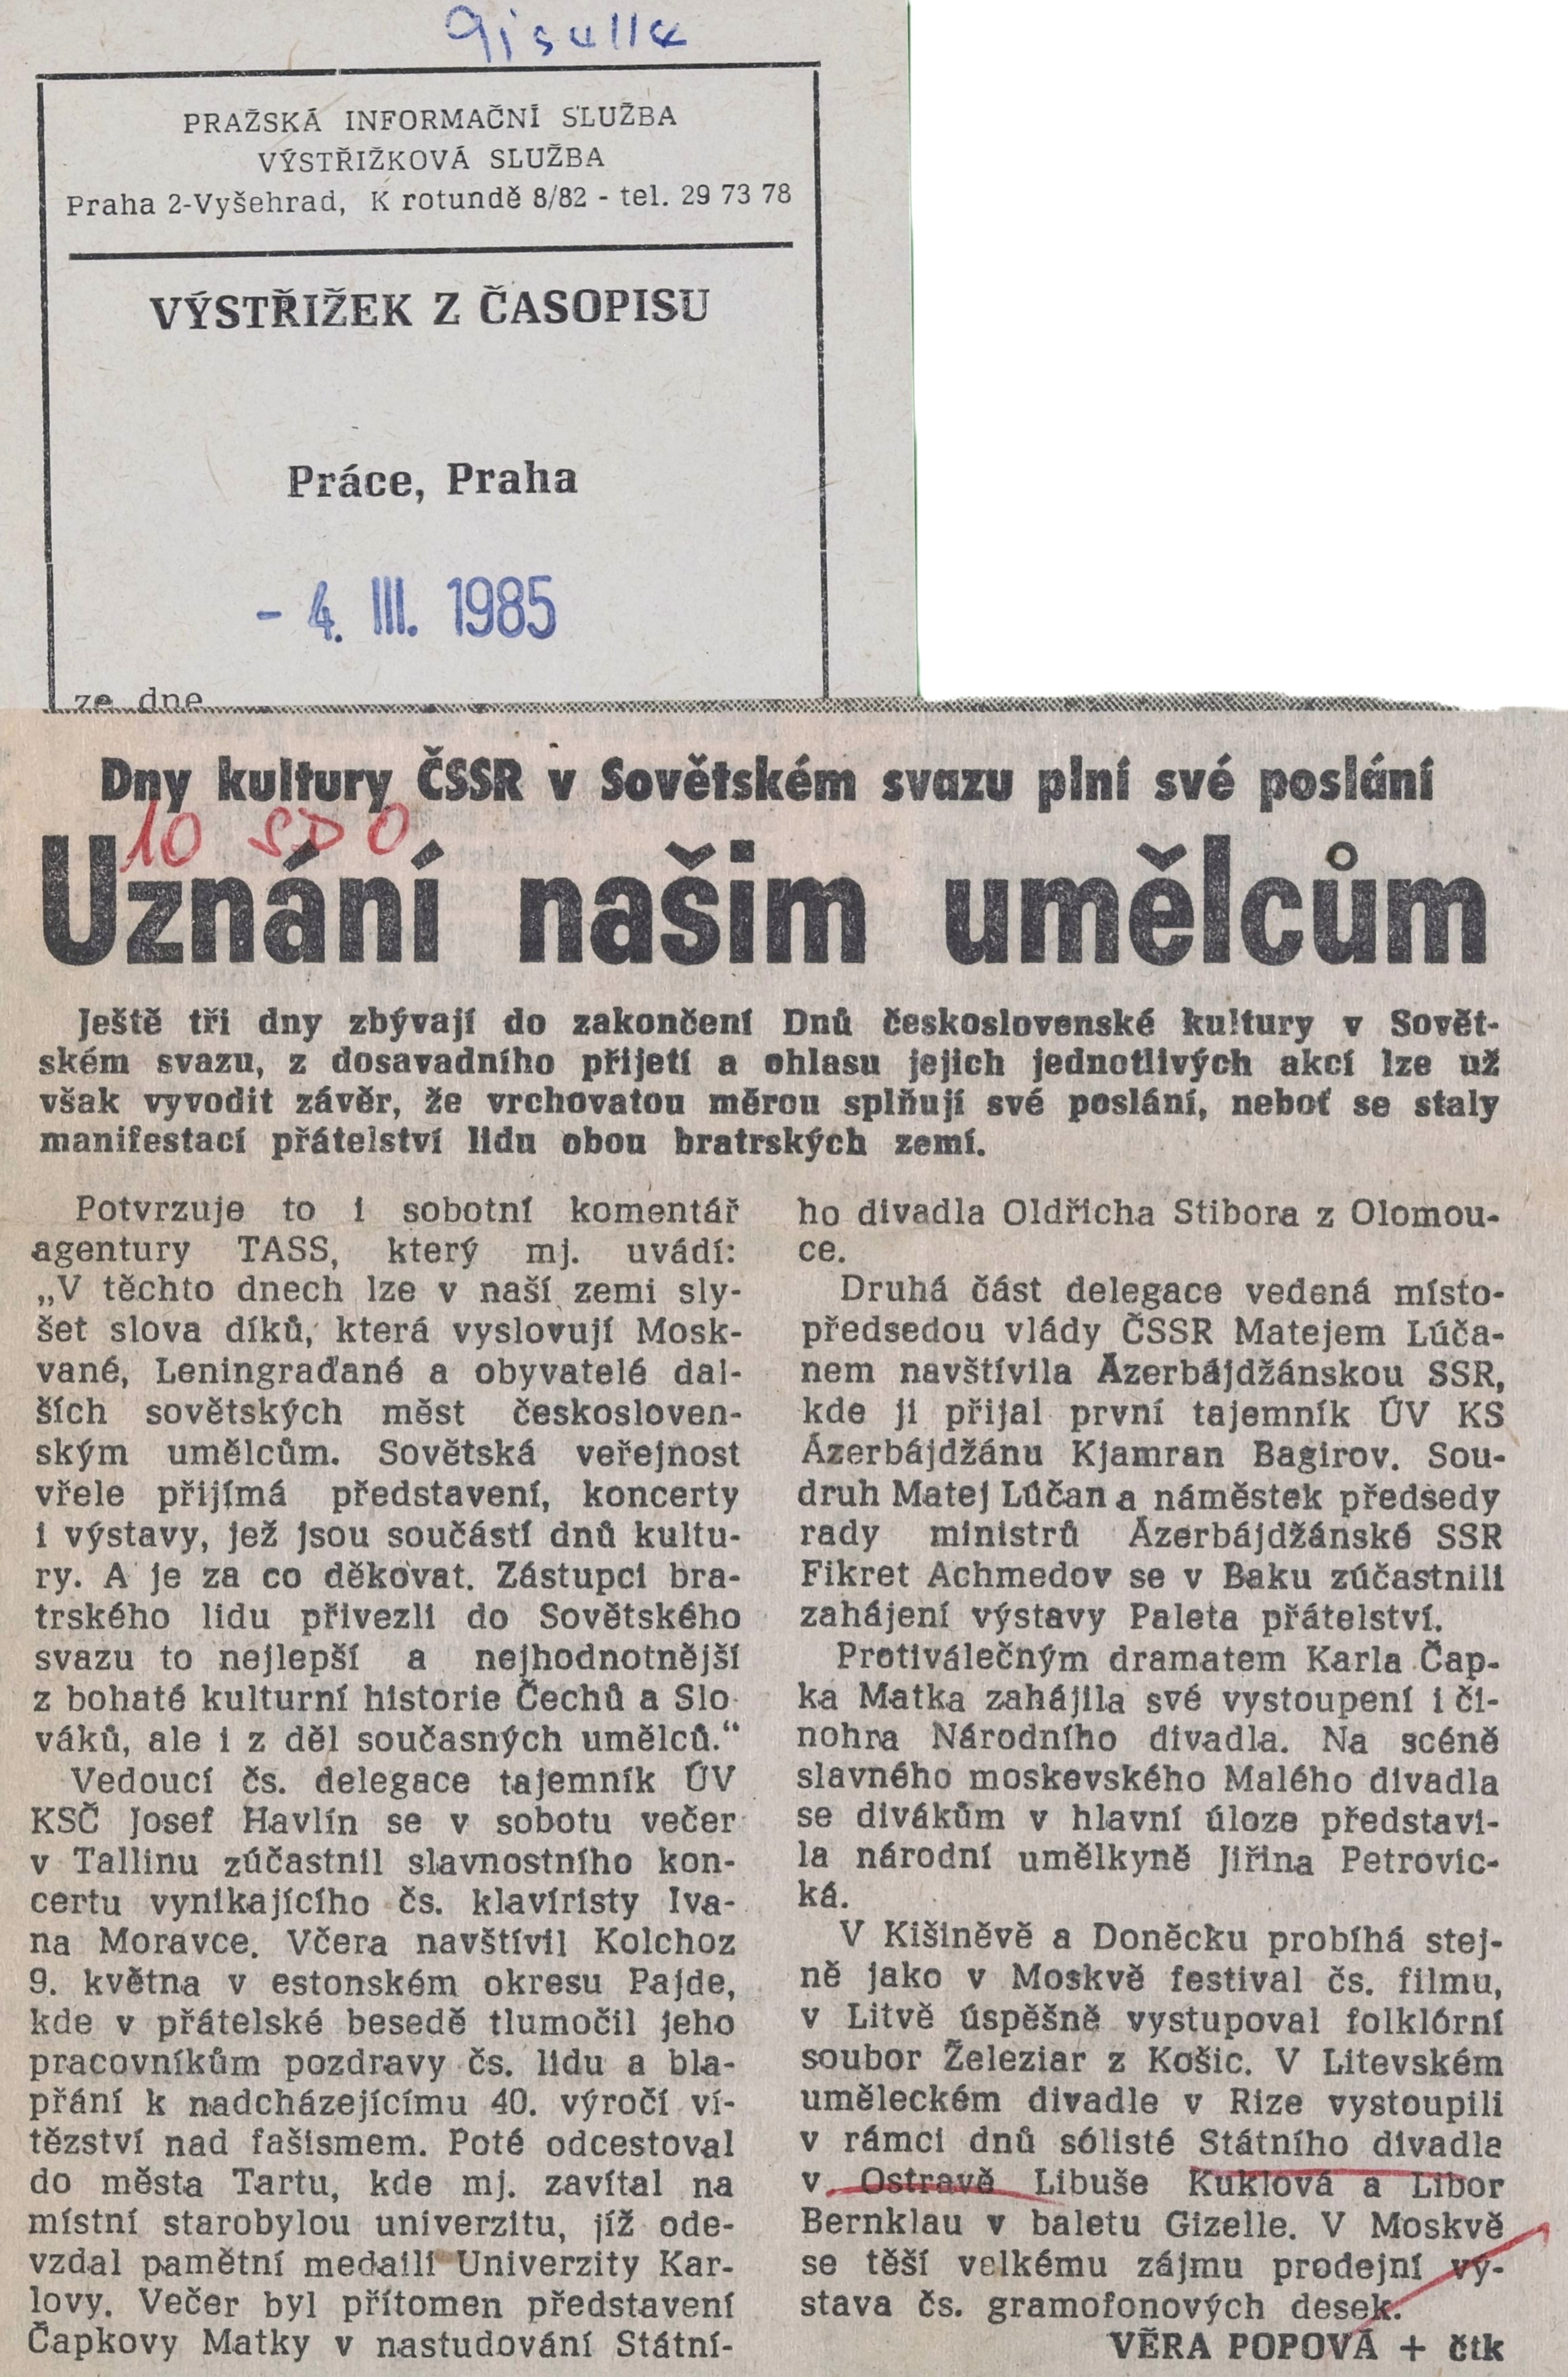 PRAŽSKÁ INFORMAČNÍ SLUŽBA
VÝSTŘIŽKOVÁ SLUŽBA
Praha 2-Vyšehrad, K rotundě 8/82 - tel. 29 73 78
VÝSTŘIŽEK Z ČASOPISU
Práce, Praha
- 4. III. 1985
ze dne
Dny kultury ČSSR v Sovětském svazu plní své poslání
10 SDO
Uznání našim umělcům
Ještě tři dny zbývají do zakončení Dnů československé kultury v Sovět-
ském svazu, z dosavadního přijetí a ohlasu jejich jednotlivých akcí lze už
však vyvodit závěr, že vrchovatou měrou splňují své poslání, neboť se staly
manifestací přátelství lidu obou bratrských zemí.
Potvrzuje to i sobotní komentář
agentury TASS, který mj. uvádí:
„V těchto dnech lze v naší zemi sly-
šet slova díků, která vyslovují Mosk-
vané, Leningraďané a obyvatelé dal-
ších sovětských měst českosloven-
ským umělcům. Sovětská veřejnost
vřele přijímá představení, koncerty
i výstavy, jež jsou součástí dnů kultu-
ry. A je za co děkovat. Zástupci bra-
trského lidu přivezli do Sovětského
svazu to nejlepší a nejhodnotnější
z bohaté kulturní historie Čechů a Slo-
váků, ale i z děl současných umělců.“
Vedoucí čs. delegace tajemník ÚV
KSČ Josef Havlín se v sobotu večer
v Tallinu zúčastnil slavnostního kon-
certu vynikajícího čs. klavíristy Iva-
na Moravce. Včera navštívil Kolchoz
9. května v estonském okresu Pajde,
kde v přátelské besedě tlumočil jeho
pracovníkům pozdravy čs. lidu a bla-
přání k nadcházejícímu 40. výročí ví-
tězství nad fašismem. Poté odcestoval
do města Tartu, kde mj. zavítal na
místní starobylou univerzitu, jíž ode-
vzdal pamětní medaili Univerzity Kar-
lovy. Večer byl přítomen představení
Čapkovy Matky v nastudování Státní-
ho divadla Oldřicha Stibora z Olomou-
ce.
Druhá část delegace vedená místo-
předsedou vlády ČSSR Matejem Lúča-
nem navštívila Ázerbájdžánskou SSR,
kde ji přijal první tajemník ÚV KS
Ázerbájdžánu Kjamran Bagirov. Sou-
druh Matej Lúčan a náměstek předsedy
rady ministrů Ázerbájdžánské SSR
Fikret Achmedov se v Baku zúčastnili
zahájení výstavy Paleta přátelství.
Protiválečným dramatem Karla Čap-
ka Matka zahájila své vystoupení i či-
nohra Národního divadla. Na scéně
slavného moskevského Malého divadla
se divákům v hlavní úloze představi-
la národní umělkyně Jiřina Petrovic-
ká.
V Kišiněvě a Doněcku probíhá stej-
ně jako v Moskvě festival čs. filmu,
v Litvě úspěšně vystupoval folklórní
soubor Železiar z Košic. V Litevském
uměleckém divadle v Rize vystoupili
v rámci dnů sólisté Státního divadla
v Ostravě Libuše Kuklová a Libor
Bernklau v baletu Gizelle. V Moskvě
se těší velkému zájmu prodejní vý-
stava čs. gramofonových desek.
VĚRA POPOVÁ + čtk